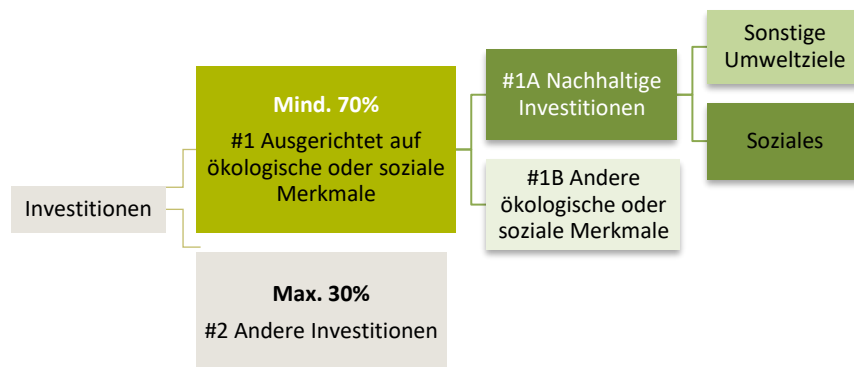 Investitionen
Mind. 70%
#1 Ausgerichtet auf
ökologische oder soziale
Merkmale
Max. 30%
#2 Andere Investitionen
#1A Nachhaltige
Investitionen
#1B Andere
ökologische oder
soziale Merkmale
Sonstige
Umweltziele
Soziales